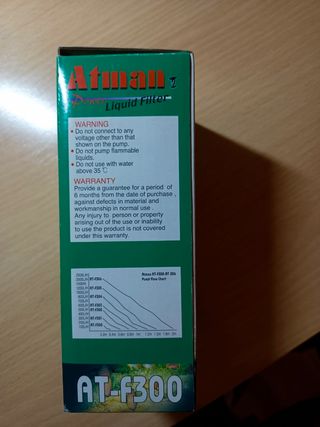 Atman
Power
Liquid Filter
WARNING
Do not connect to any
voltage other than that
shown on the pump.
Do not pump flammable
liquids.
Do not use with water
above 35℃
WARRANTY
Provide a guarantee for a period of
6 months from the date of purchase ,
against defects in material and
workmanship in normal use .
Any injury to person or property
arising out of the use or inability
to use the product is not covered
under this warranty.
AT-F300